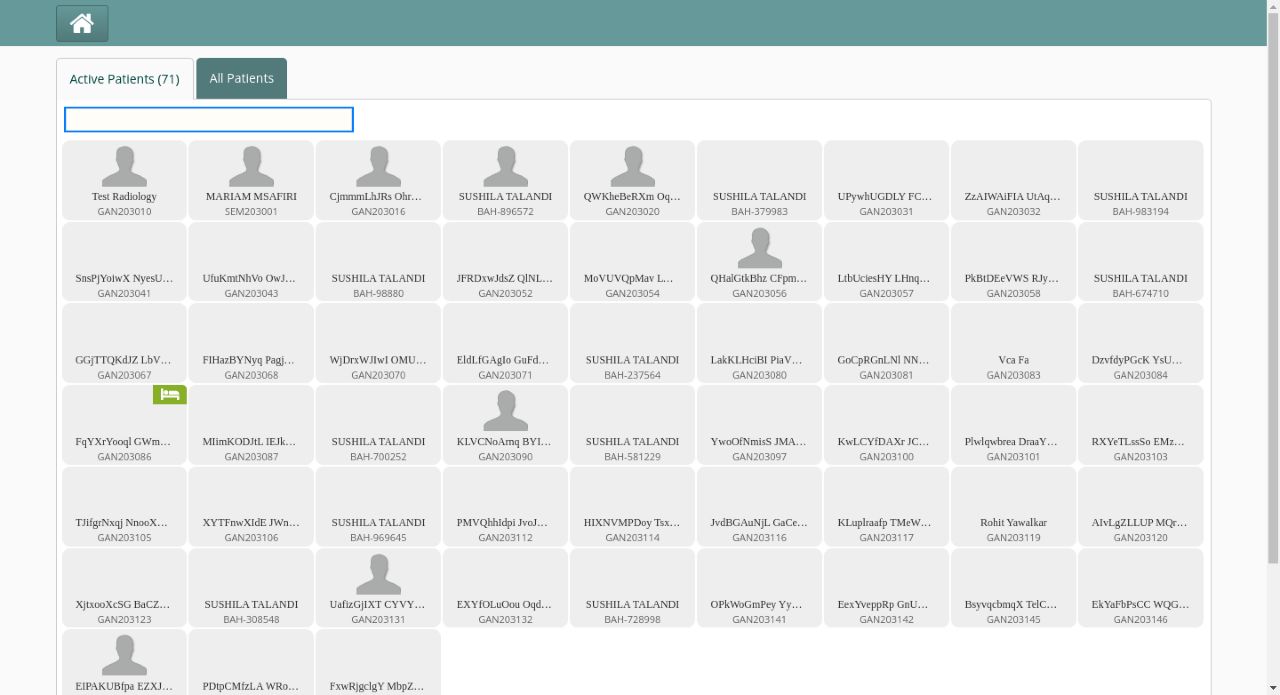 Active Patients (71)
All Patients
Test Radiology
GAN203010
MARIAM MSAFIRI
SEM203001
CjmmmLhJRs Ohr…
GAN203016
SUSHILA TALANDI
BAH-896572
QWKheBeRXm Oq…
GAN203020
SUSHILA TALANDI
BAH-379983
UPywhUGDLY FC…
GAN203031
ZzAIWAiFIA UtAq…
GAN203032
SUSHILA TALANDI
BAH-983194
SnsPjYoiwX NyesU…
GAN203041
UfuKmtNhVo OwJ…
GAN203043
SUSHILA TALANDI
BAH-98880
JFRDxwJdsZ QlNL…
GAN203052
MoVUVQpMav L…
GAN203054
QHalGtkBhz CFpm…
GAN203056
LtbUciesHY LHnq…
GAN203057
PkBtDEeVWS RJy…
GAN203058
SUSHILA TALANDI
BAH-674710
GGjTTQKdJZ LbV…
GAN203067
FIHazBYNyq Pagj…
GAN203068
WjDrxWJIwI OMU…
GAN203070
EldLfGAgIo GuFd…
GAN203071
SUSHILA TALANDI
BAH-237564
LakKLHciBI PiaV…
GAN203080
GoCpRGnLNl NN…
GAN203081
Vca Fa
GAN203083
DzvfdyPGcK YsU…
GAN203084
FqYXrYooql GWm…
GAN203086
MIimKODJtL IEJk…
GAN203087
SUSHILA TALANDI
BAH-700252
KLVCNoArnq BYI…
GAN203090
SUSHILA TALANDI
BAH-581229
YwoOfNmisS JMA…
GAN203097
KwLCYfDAXr JC…
GAN203100
Plwlqwbrea DraaY…
GAN203101
RXYeTLssSo EMz…
GAN203103
TJifgrNxqj NnooX…
GAN203105
XYTFnwXIdE JWn…
GAN203106
SUSHILA TALANDI
BAH-969645
PMVQhhIdpi JvoJ…
GAN203112
HIXNVMPDoy Tsx…
GAN203114
JvdBGAuNjL GaCe…
GAN203116
KLuplraafp TMeW…
GAN203117
Rohit Yawalkar
GAN203119
AIvLgZLLUP MQr…
GAN203120
XjtxooXcSG BaCZ…
GAN203123
SUSHILA TALANDI
BAH-308548
UafizGjIXT CYVY…
GAN203131
EXYfOLuOou Oqd…
GAN203132
SUSHILA TALANDI
BAH-728998
OPkWoGmPey Yy…
GAN203141
EexYveppRp GnU…
GAN203142
BsyvqcbmqX TelC…
GAN203145
EkYaFbPsCC WQG…
GAN203146
EIPAKUBfpa EZXJ…
PDtpCMfzLA WRo…
FxwRjgclgY MbpZ…